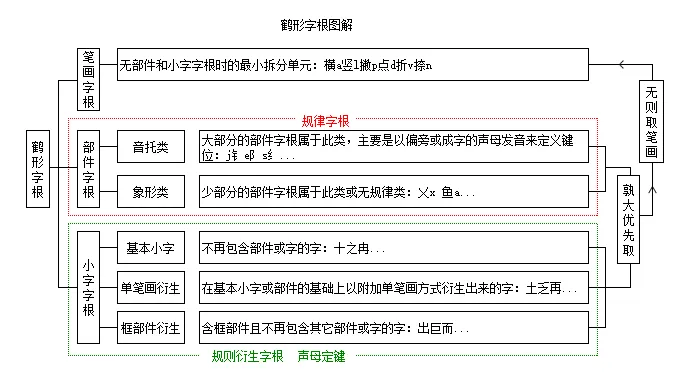 鹤形字根图解
笔画字根
无部件和小字字根时的最小拆分单元：横a竖l撇p点d折v捺n
无则取笔画
规律字根
鹤形字根
部件字根
音托类
大部分的部件字根属于此类，主要是以偏旁或成字的声母发音来定义键
位：j钅 e阝 s纟...
象形类
少部分的部件字根属于此类或无规律类：㐅x 鱼a...
孰大优先取
小字字根
基本小字
不再包含部件或字的字：十之冉...
单笔画衍生
在基本小字或部件的基础上以附加单笔画方式衍生出来的字：土乏再...
框部件衍生
含框部件且不再包含其它部件或字的字：出巨而...
规则衍生字根 声母定键